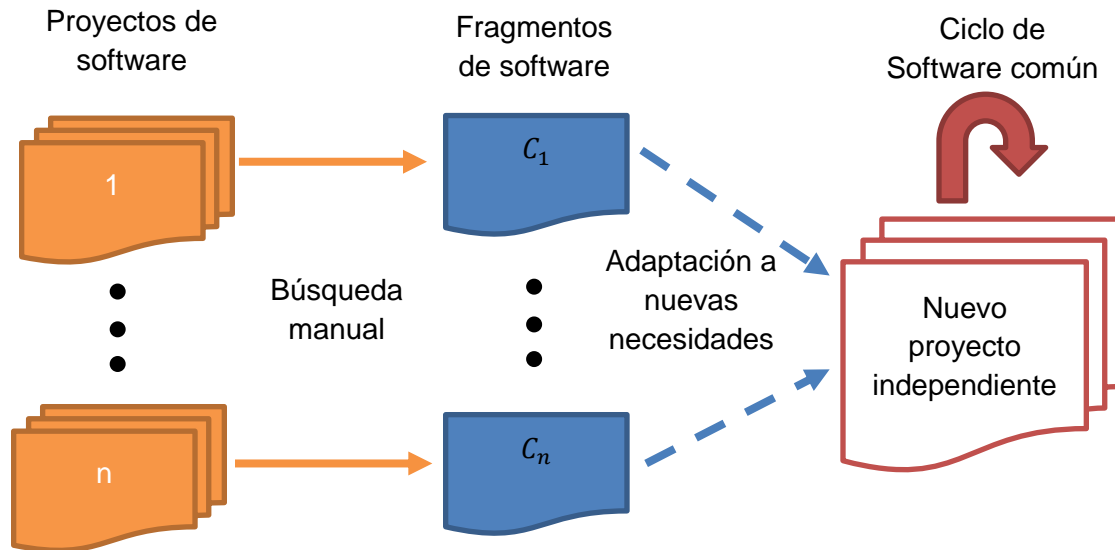 Proyectos de
software
Fragmentos
de software
Ciclo de
Software común
1
C₁
Búsqueda
manual
Adaptación a
nuevas
necesidades
Nuevo
proyecto
independiente
n
Cₙ